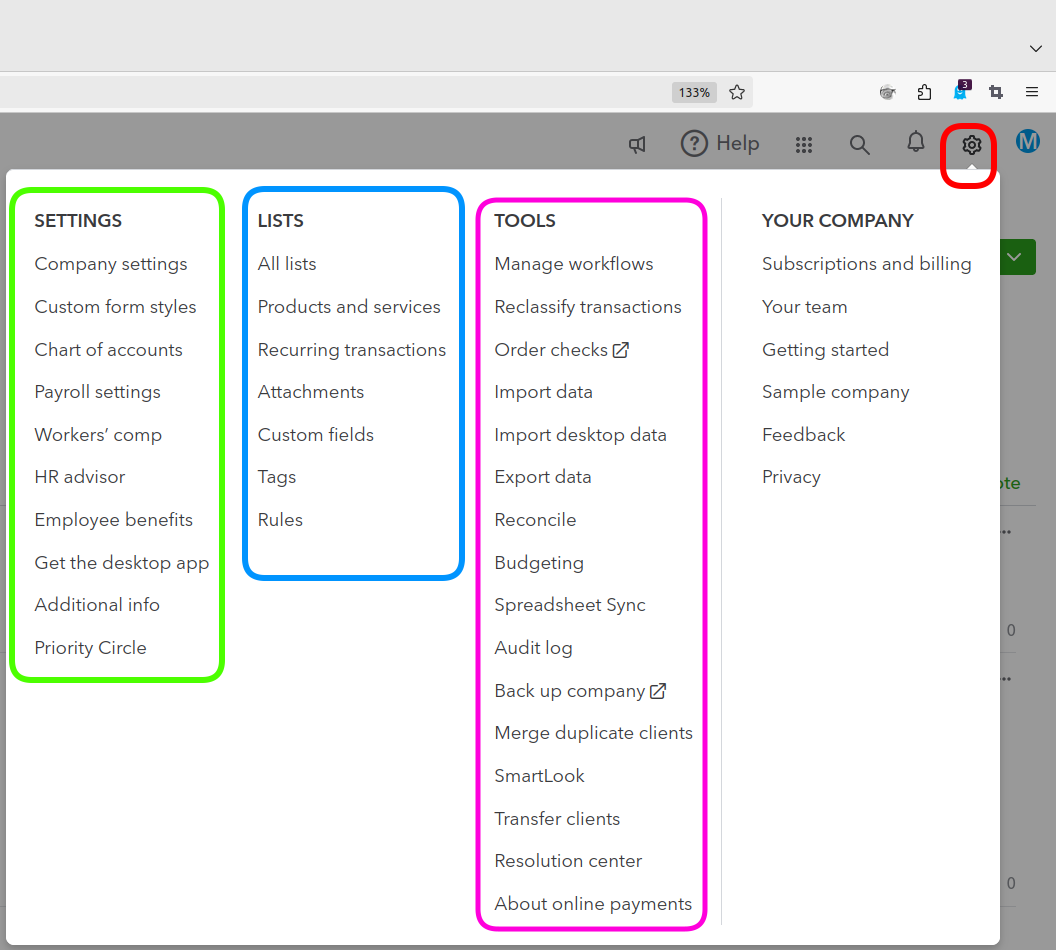 133%
3
Help
M
SETTINGS
Company settings
Custom form styles
Chart of accounts
Payroll settings
Workers’ comp
HR advisor
Employee benefits
Get the desktop app
Additional info
Priority Circle
LISTS
All lists
Products and services
Recurring transactions
Attachments
Custom fields
Tags
Rules
TOOLS
Manage workflows
Reclassify transactions
Order checks
Import data
Import desktop data
Export data
Reconcile
Budgeting
Spreadsheet Sync
Audit log
Back up company
Merge duplicate clients
SmartLook
Transfer clients
Resolution center
About online payments
YOUR COMPANY
Subscriptions and billing
Your team
Getting started
Sample company
Feedback
Privacy
0
0